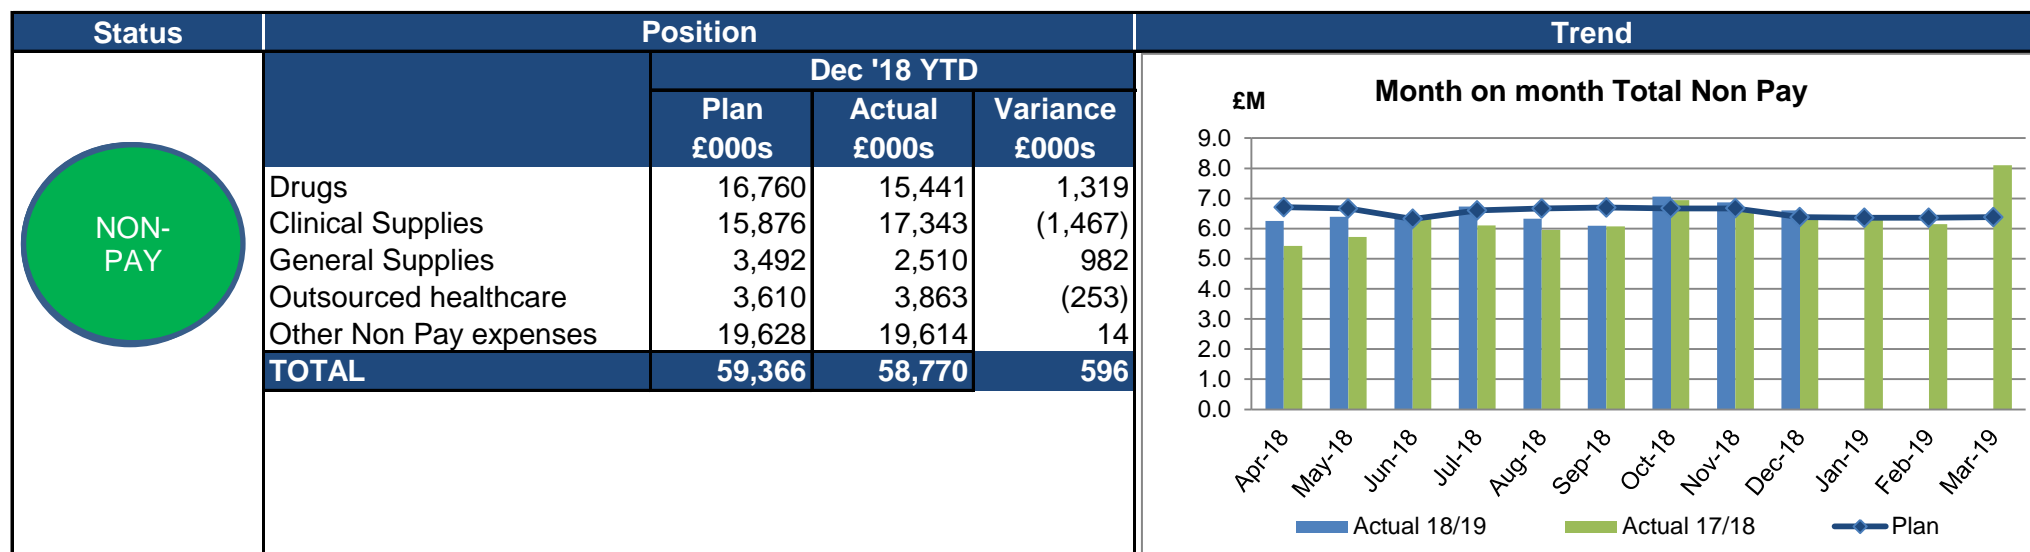 Status Position Trend
NON-
PAY
Dec '18 YTD
Plan Actual Variance
£000s £000s £000s
Drugs 16,760 15,441 1,319
Clinical Supplies 15,876 17,343 (1,467)
General Supplies 3,492 2,510 982
Outsourced healthcare 3,610 3,863 (253)
Other Non Pay expenses 19,628 19,614 14
TOTAL 59,366 58,770 596
£M Month on month Total Non Pay
9.0
8.0
7.0
6.0
5.0
4.0
3.0
2.0
1.0
0.0
Apr-18 May-18 Jun-18 Jul-18 Aug-18 Sep-18 Oct-18 Nov-18 Dec-18 Jan-19 Feb-19 Mar-19
Actual 18/19 Actual 17/18 Plan